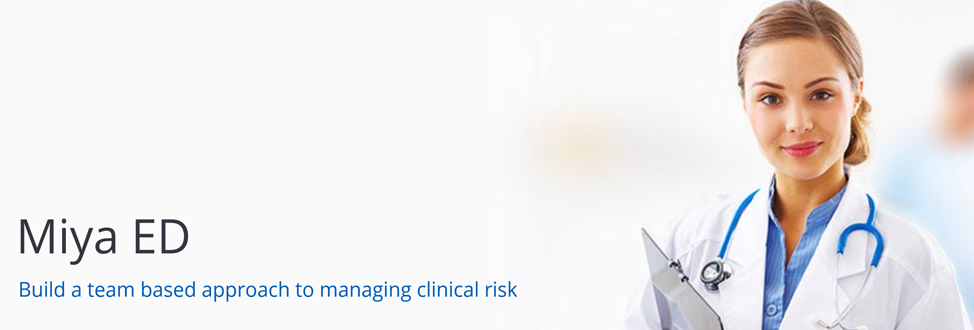 Miya ED
Build a team based approach to managing clinical risk